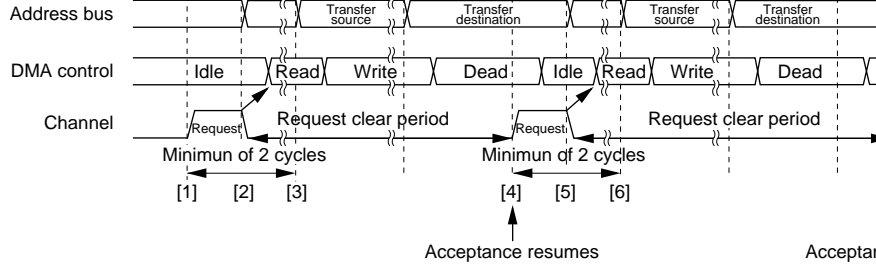 Address bus
Transfer source
Transfer destination
Transfer source
Transfer destination
DMA control
Idle Read Write Dead Idle Read Write Dead
Channel
Request
Request clear period
Request
Request clear period
Minimun of 2 cycles
Minimun of 2 cycles
[1] [2] [3] [4] [5] [6]
Acceptance resumes
Acceptan